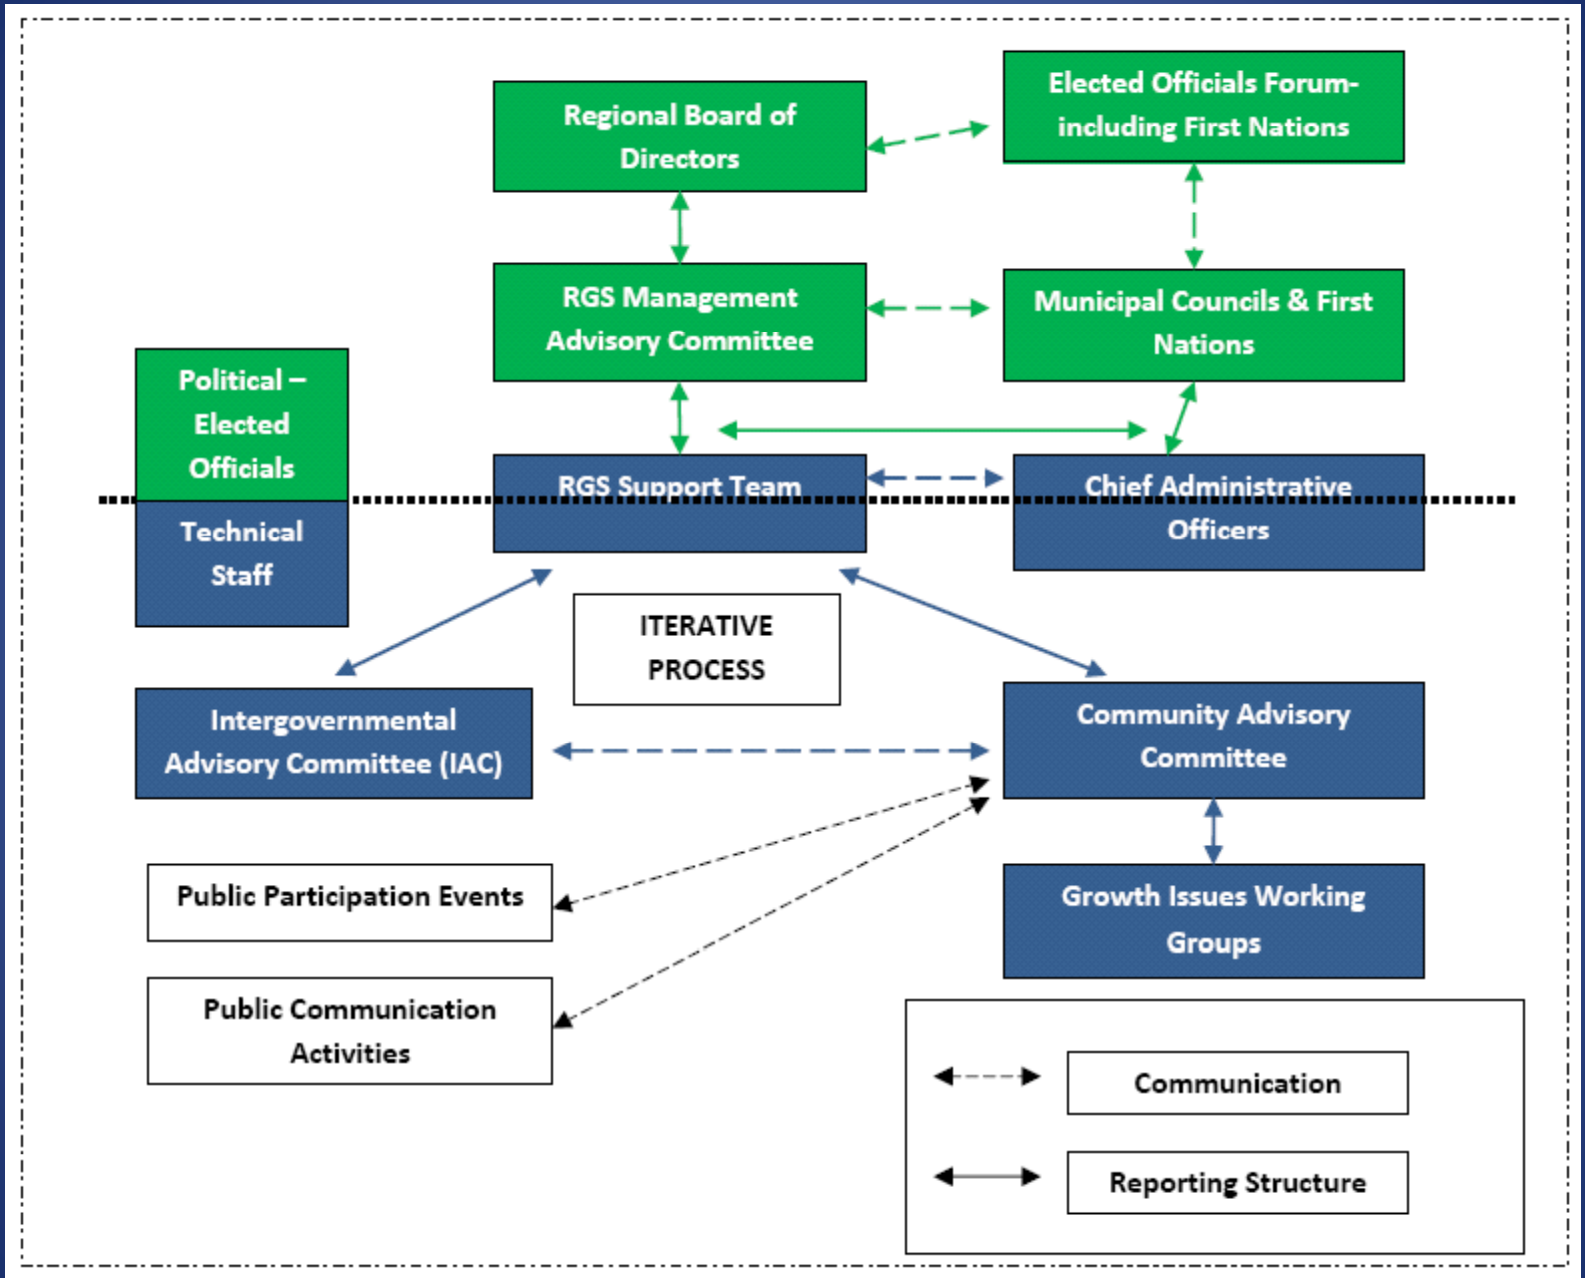 Regional Board of
Directors
Elected Officials Forum-
including First Nations
RGS Management
Advisory Committee
Municipal Councils & First
Nations
Political –
Elected
Officials
Technical
Staff
RGS Support Team
Chief Administrative
Officers
ITERATIVE
PROCESS
Intergovernmental
Advisory Committee (IAC)
Community Advisory
Committee
Public Participation Events
Growth Issues Working
Groups
Public Communication
Activities
Communication
Reporting Structure